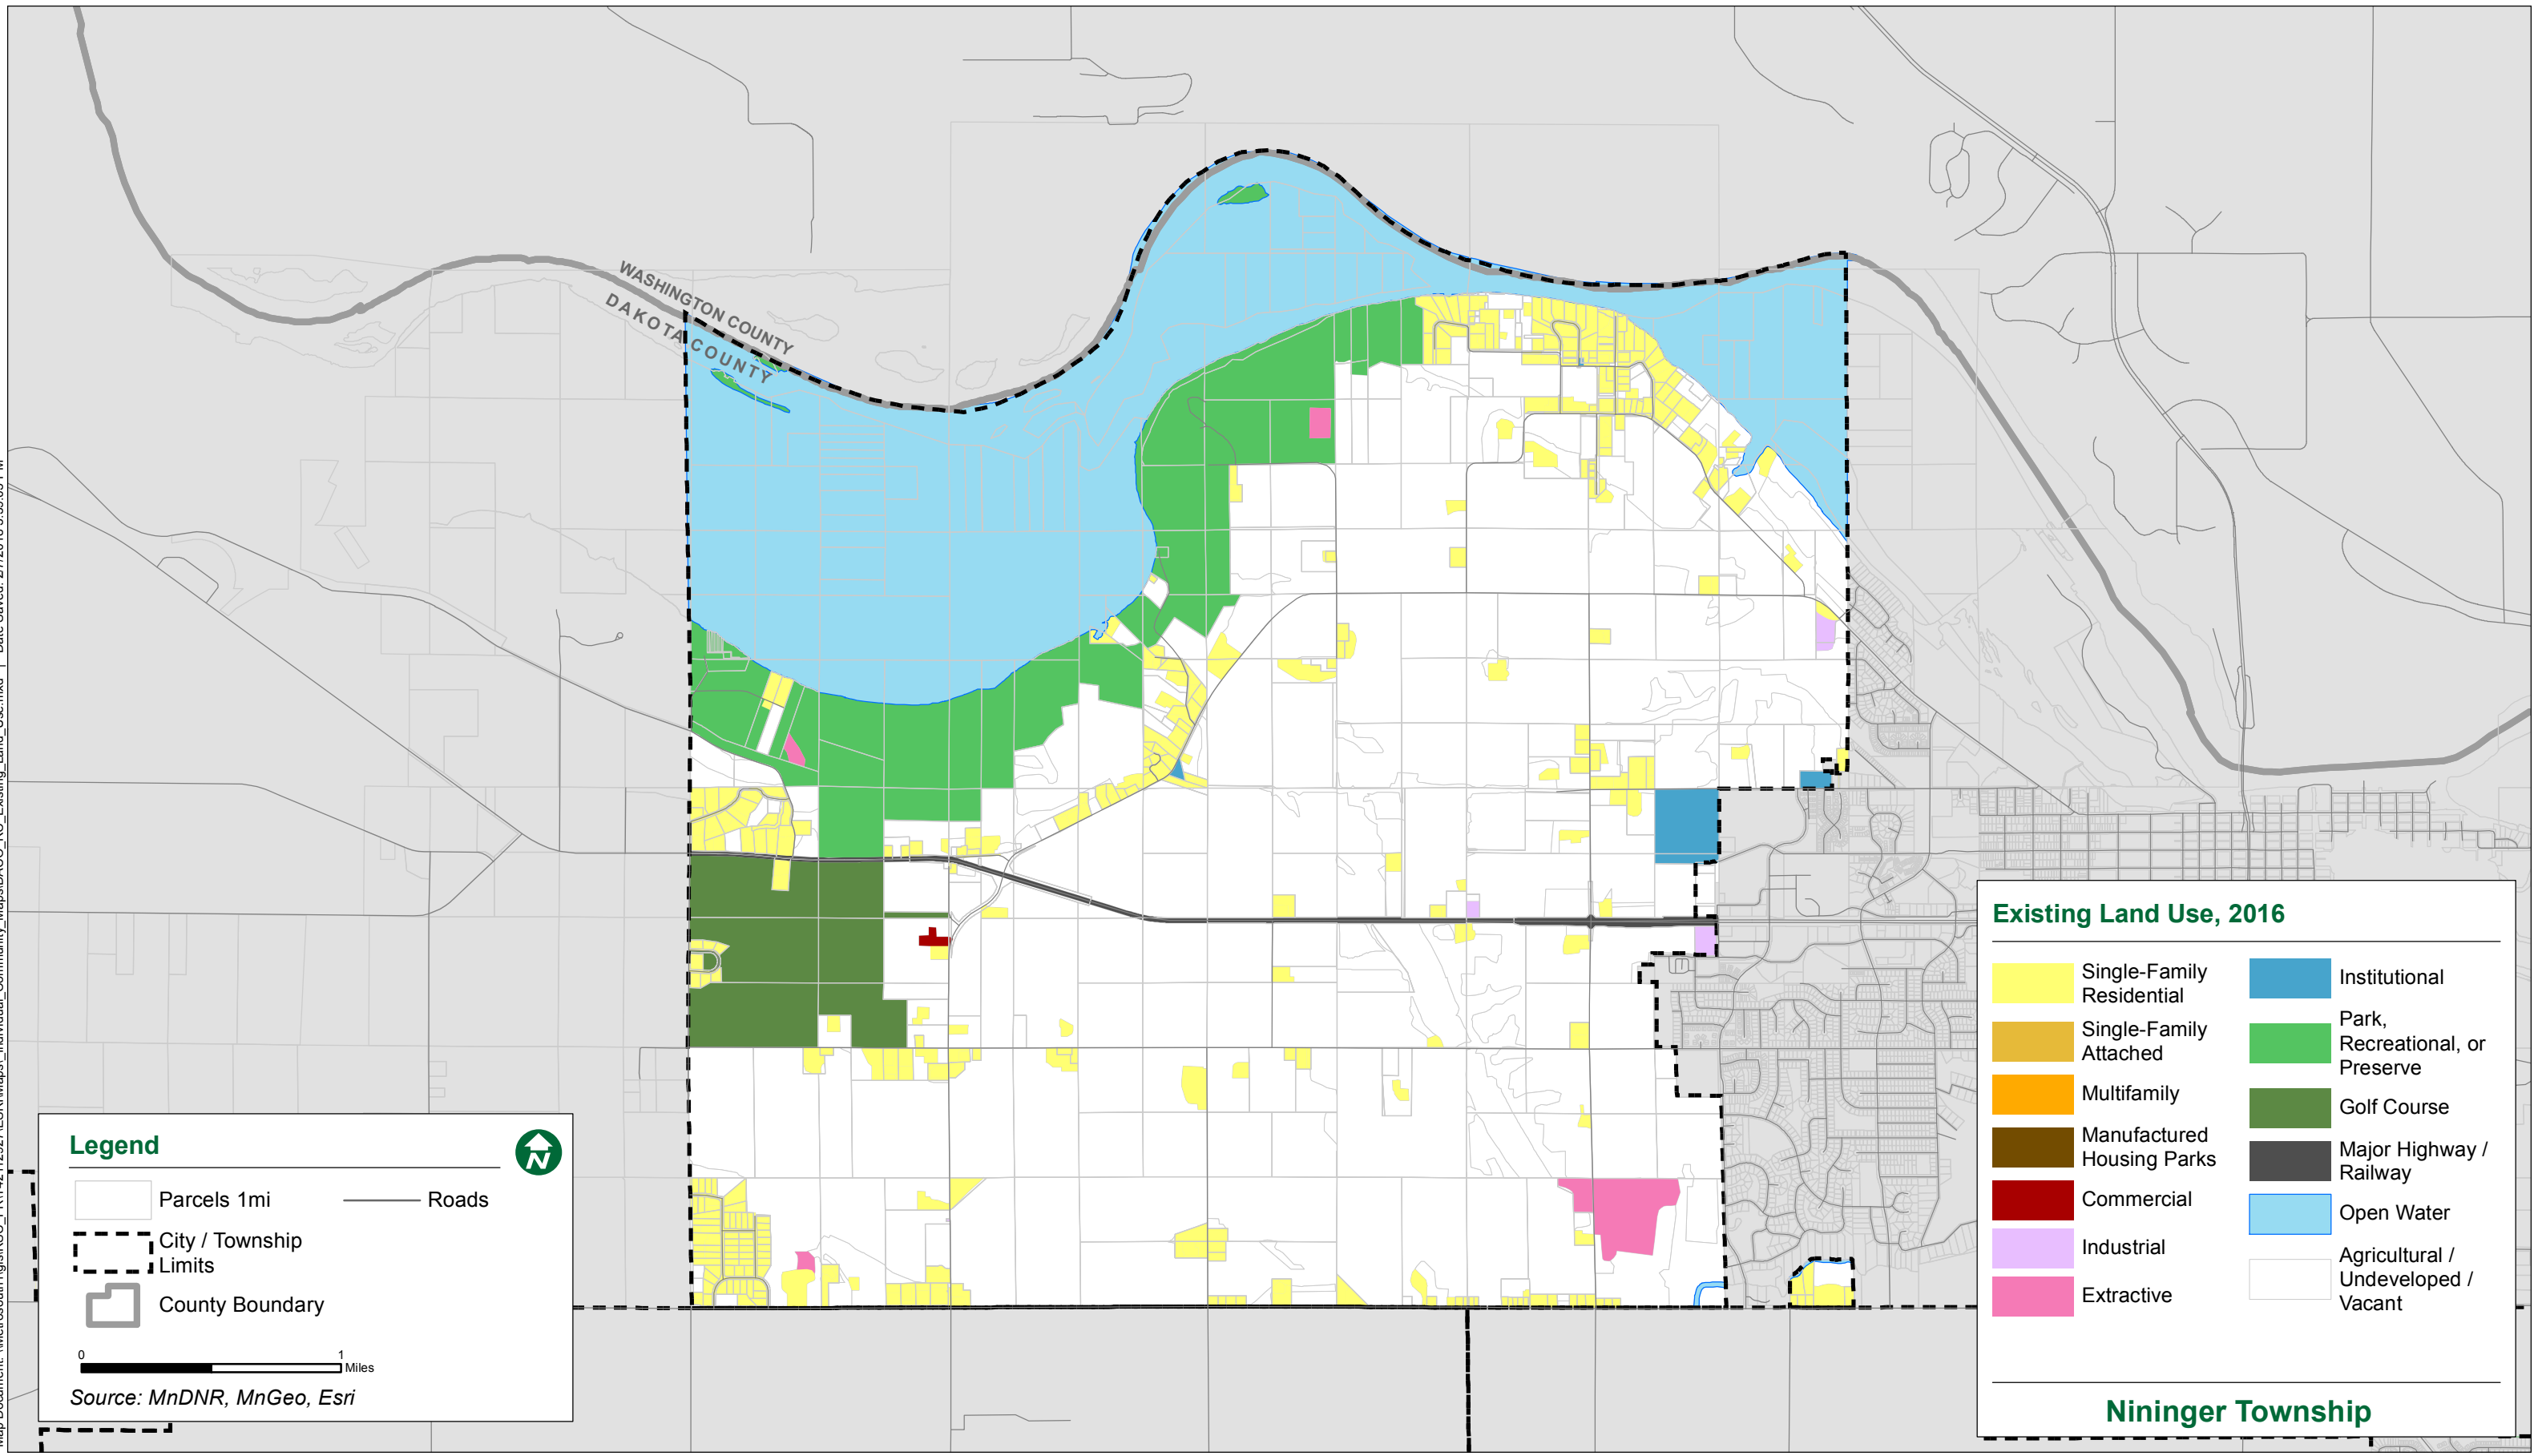 WASHINGTON COUNTY
DAKOTA COUNTY
Legend
N
Parcels 1mi
Roads
City / Township
Limits
County Boundary
0 1
Miles
Source: MnDNR, MnGeo, Esri
Existing Land Use, 2016
Single-Family
Residential
Single-Family
Attached
Multifamily
Manufactured
Housing Parks
Commercial
Industrial
Extractive
Institutional
Park,
Recreational, or
Preserve
Golf Course
Major Highway /
Railway
Open Water
Agricultural /
Undeveloped /
Vacant
Nininger Township